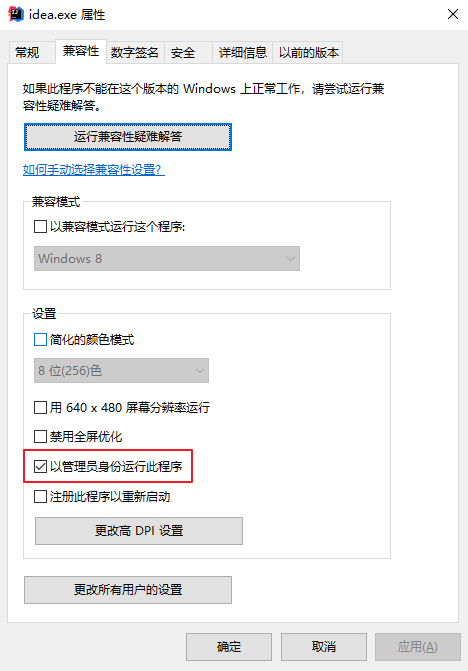 idea.exe 属性
常规
兼容性
数字签名
安全
详细信息
以前的版本
如果此程序不能在这个版本的 Windows 上正常工作，请尝试运行兼
容性疑难解答。
运行兼容性疑难解答
如何手动选择兼容性设置?
兼容模式
以兼容模式运行这个程序:
Windows 8
设置
简化的颜色模式
8 位(256)色
用 640 x 480 屏幕分辨率运行
禁用全屏优化
以管理员身份运行此程序
注册此程序以重新启动
更改高 DPI 设置
更改所有用户的设置
确定
取消
应用(A)